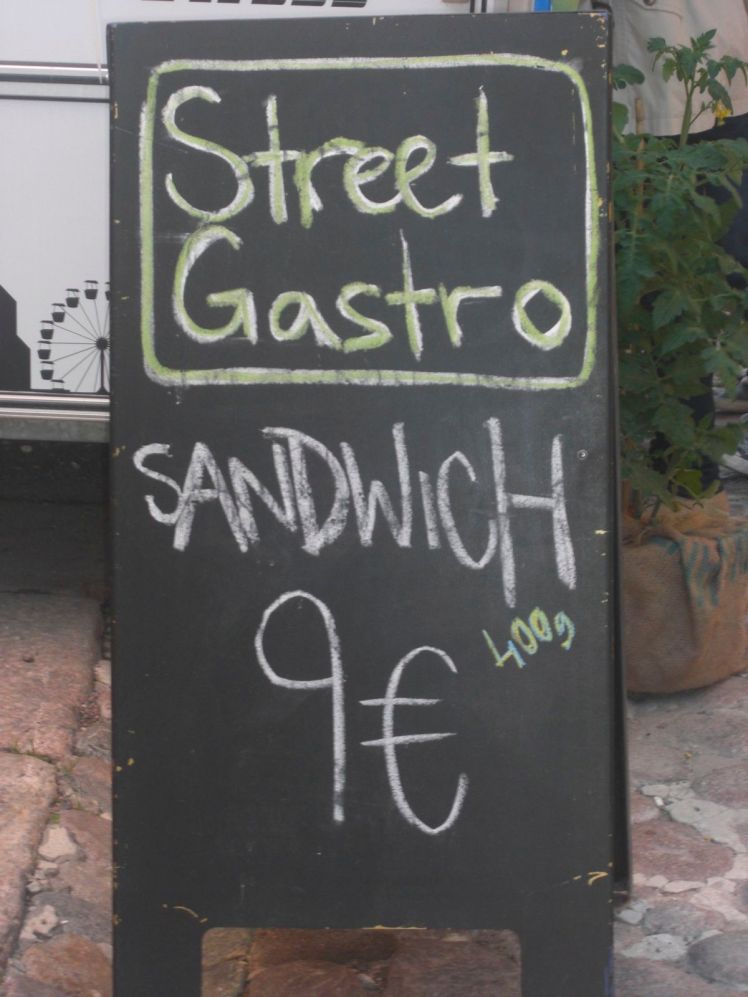 Street
Gastro
SANDWiCH
400g
9€